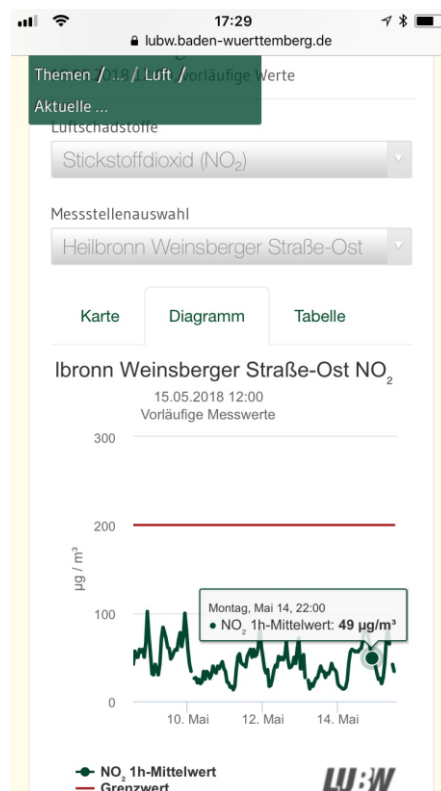 17:29
lubw.baden-wuerttemberg.de
Themen / ... / Luft /
Aktuelle ...
Luftschadstoffe
Stickstoffdioxid (NO₂)
Messstellenauswahl
Heilbronn Weinsberger Straße-Ost
Karte Diagramm Tabelle
lbronn Weinsberger Straße-Ost NO₂
15.05.2018 12:00
Vorläufige Messwerte
300
200
µg / m³
Montag, Mai 14, 22:00
NO₂ 1h-Mittelwert: 49 µg/m³
100
0
10. Mai 12. Mai 14. Mai
NO₂ 1h-Mittelwert
Grenzwert
LUBW